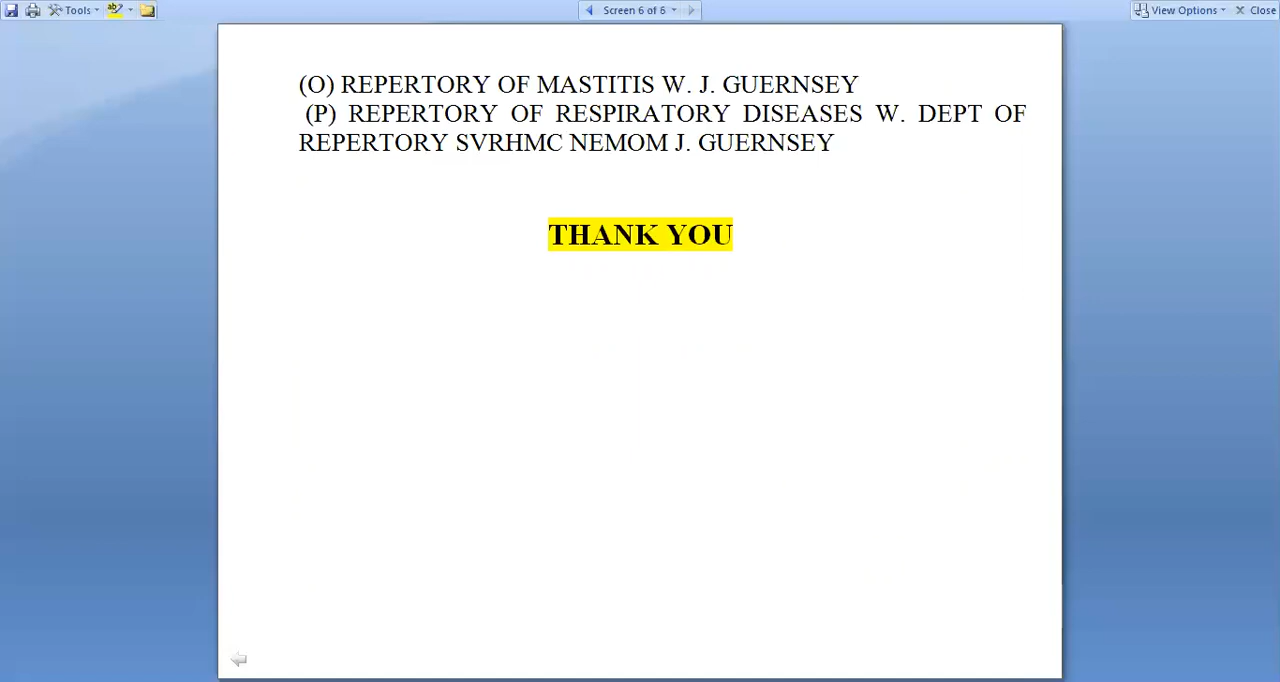 Tools
Screen 6 of 6
View Options
Close
(O) REPERTORY OF MASTITIS W. J. GUERNSEY
(P) REPERTORY OF RESPIRATORY DISEASES W. DEPT OF
REPERTORY SVRHMC NEMOM J. GUERNSEY
THANK YOU